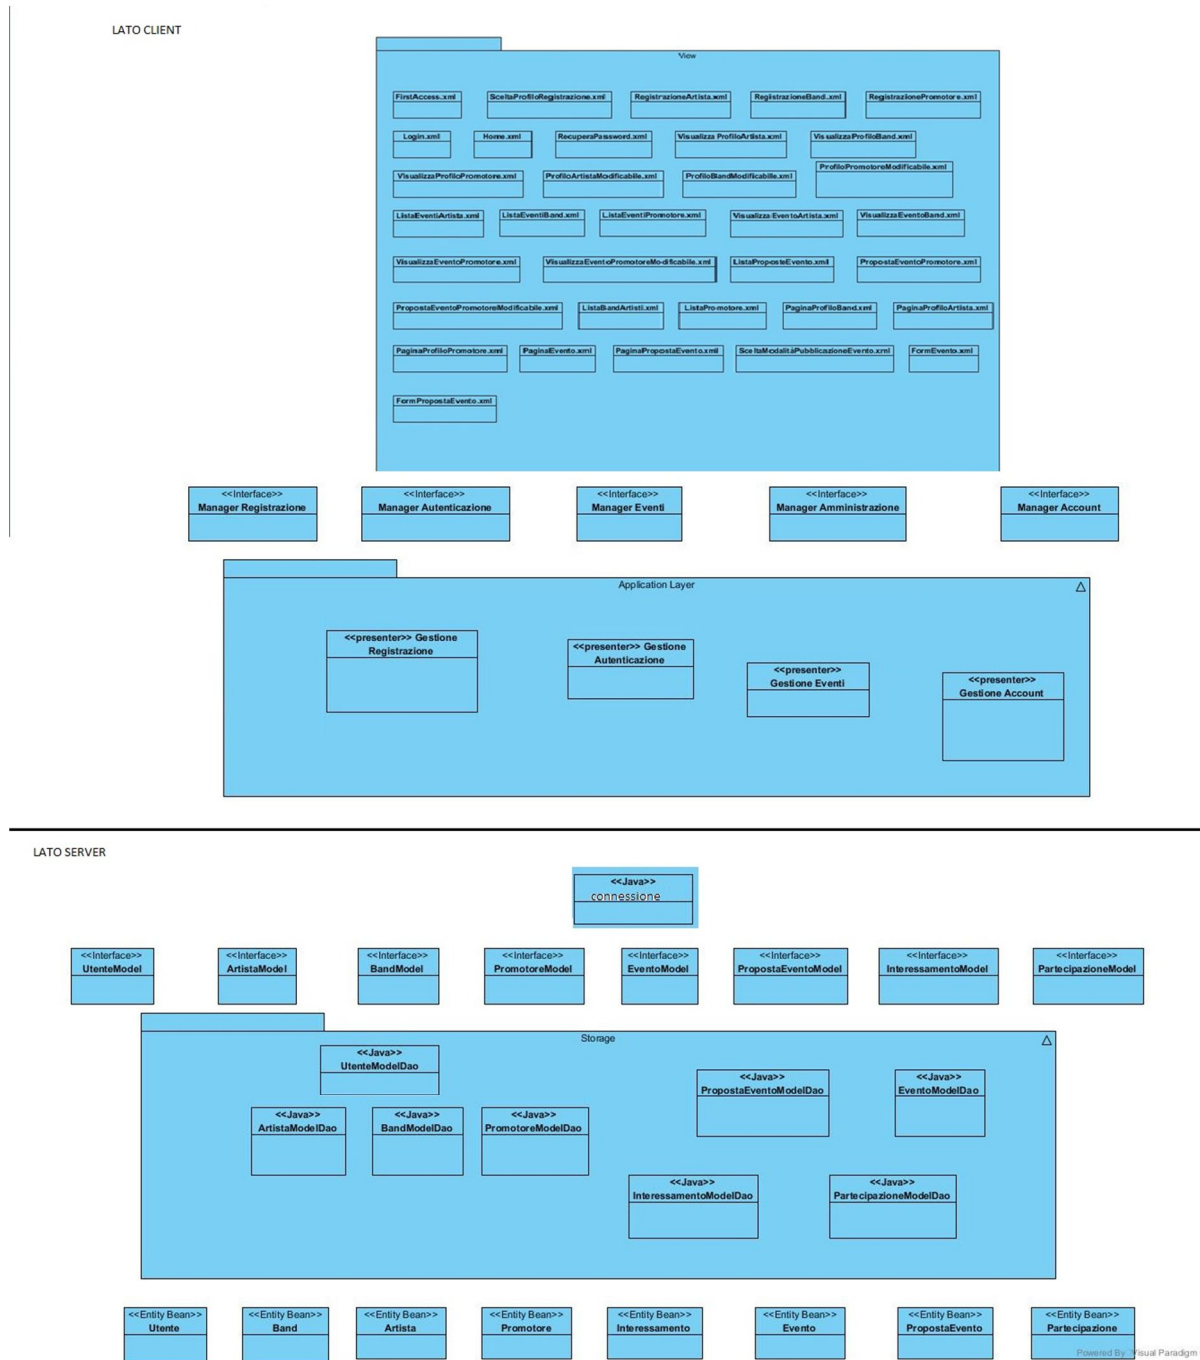 LATO CLIENT
View
FirstAccess.xml
SceltaProfiloRegistrazione.xml
RegistrazioneArtista.xml
RegistrazioneBand.xml
RegistrazionePromotore.xml
Login.xml
Home.xml
RecuperaPassword.xml
Visualizza ProfiloArtista.xml
VisualizzaProfiloBand.xml
VisualizzaProfiloPromotore.xml
ProfiloArtistaModificabile.xml
ProfiloBandModificabile.xml
ProfiloPromotoreModificabile.xml
ListaEventiArtista.xml
ListaEventiBand.xml
ListaEventiPromotore.xml
VisualizzaEventoArtista.xml
VisualizzaEventoBand.xml
VisualizzaEventoPromotore.xml
VisualizzaEventoPromotoreModificabile.xml
ListaProposteEvento.xml
PropostaEventoPromotore.xml
PropostaEventoPromotoreModificabile.xml
ListaBandArtisti.xml
ListaPromotore.xml
PaginaProfiloBand.xml
PaginaProfiloArtista.xml
PaginaProfiloPromotore.xml
PaginaEvento.xml
PaginaPropostaEvento.xml
SceltaModalitàPubblicazioneEvento.xml
FormEvento.xml
FormPropostaEvento.xml
<<Interface>>
Manager Registrazione
<<Interface>>
Manager Autenticazione
<<Interface>>
Manager Eventi
<<Interface>>
Manager Amministrazione
<<Interface>>
Manager Account
Application Layer
<<presenter>> Gestione
Registrazione
<<presenter>> Gestione
Autenticazione
<<presenter>>
Gestione Eventi
<<presenter>>
Gestione Account
LATO SERVER
<<Java>>
connessione
<<Interface>>
UtenteModel
<<Interface>>
ArtistaModel
<<Interface>>
BandModel
<<Interface>>
PromotoreModel
<<Interface>>
EventoModel
<<Interface>>
PropostaEventoModel
<<Interface>>
InteressamentoModel
<<Interface>>
PartecipazioneModel
Storage
<<Java>>
UtenteModelDao
<<Java>>
PropostaEventoModelDao
<<Java>>
EventoModelDao
<<Java>>
ArtistaModelDao
<<Java>>
BandModelDao
<<Java>>
PromotoreModelDao
<<Java>>
InteressamentoModelDao
<<Java>>
PartecipazioneModelDao
<<Entity Bean>>
Utente
<<Entity Bean>>
Band
<<Entity Bean>>
Artista
<<Entity Bean>>
Promotore
<<Entity Bean>>
Interessamento
<<Entity Bean>>
Evento
<<Entity Bean>>
PropostaEvento
<<Entity Bean>>
Partecipazione
Powered By Visual Paradigm